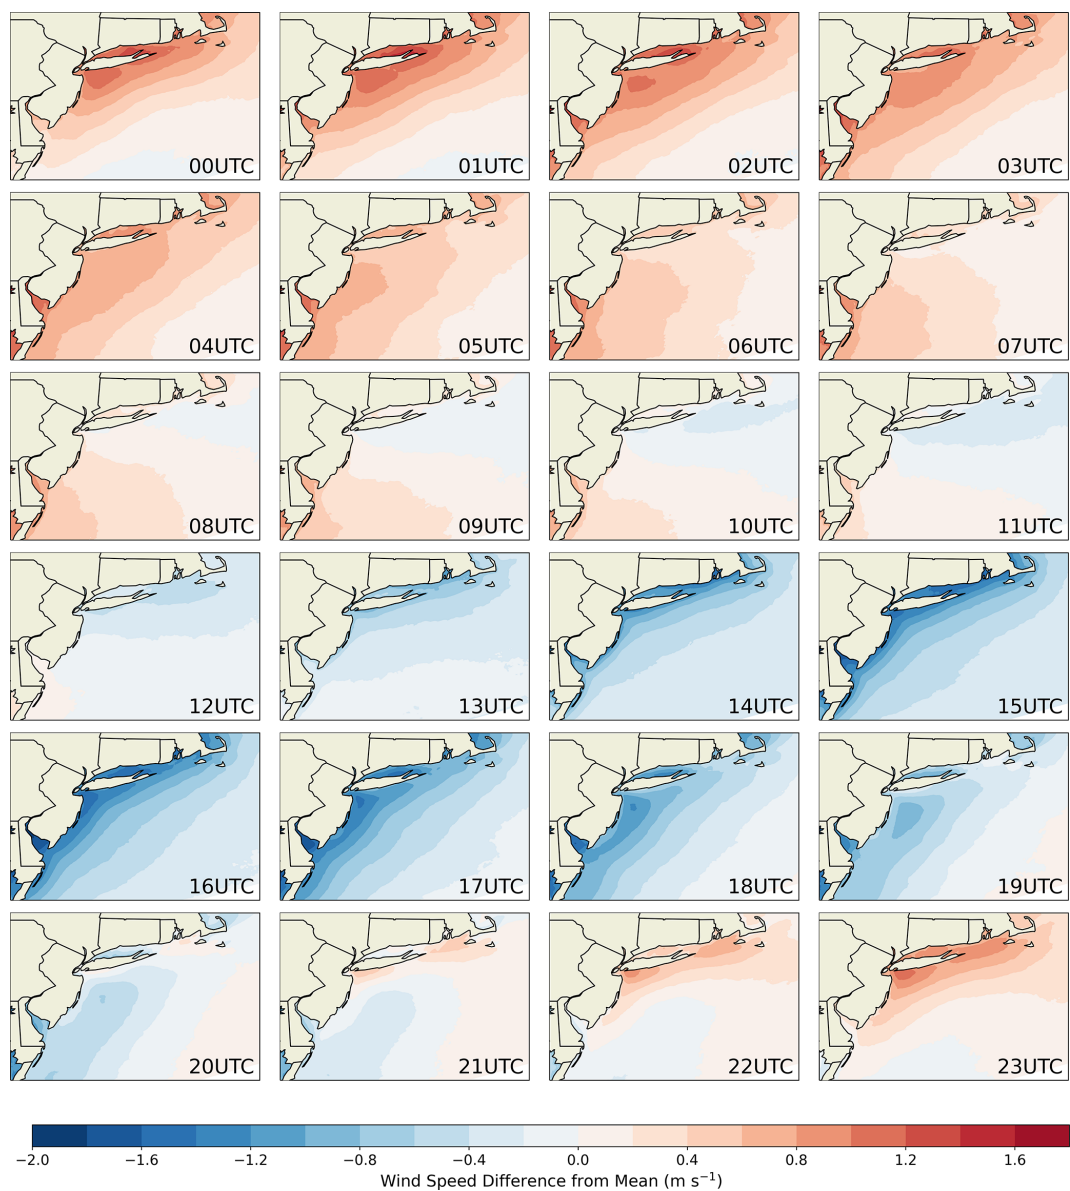 00UTC
01UTC
02UTC
03UTC
04UTC
05UTC
06UTC
07UTC
08UTC
09UTC
10UTC
11UTC
12UTC
13UTC
14UTC
15UTC
16UTC
17UTC
18UTC
19UTC
20UTC
21UTC
22UTC
23UTC
−2.0 −1.6 −1.2 −0.8 −0.4 0.0 0.4 0.8 1.2 1.6
Wind Speed Difference from Mean (m s⁻¹)